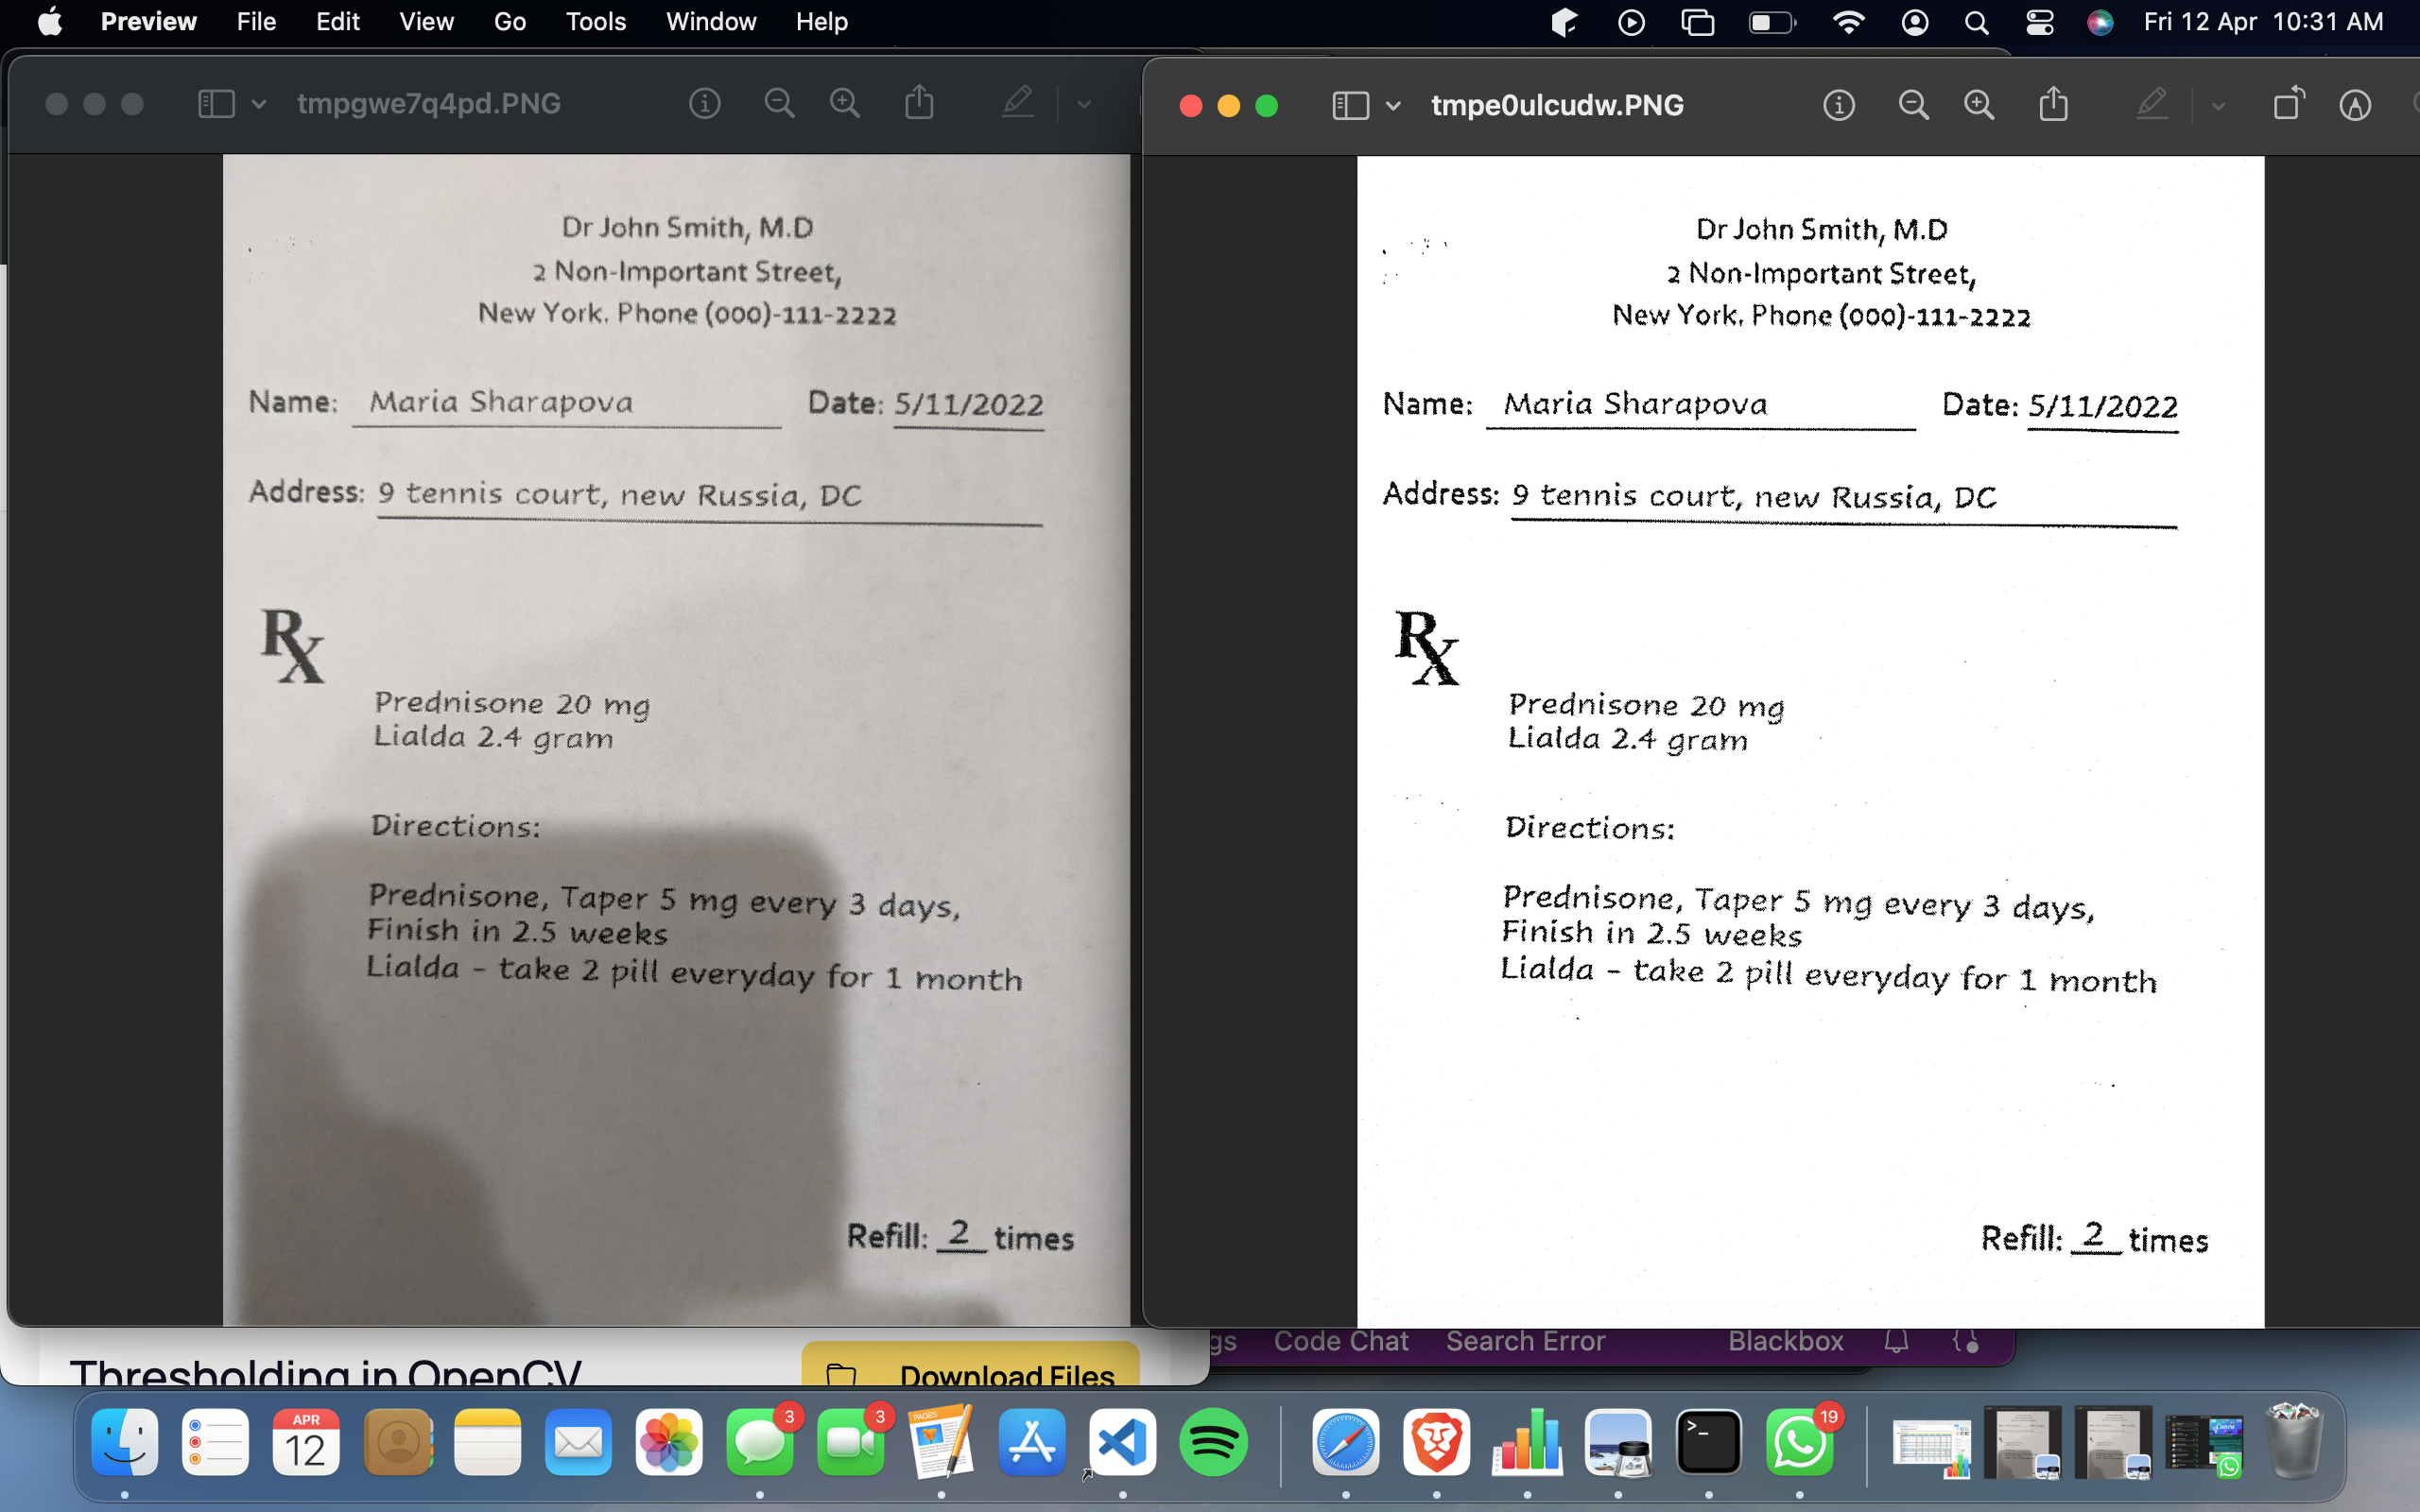 Preview File Edit View Go Tools Window Help Fri 12 Apr 10:31 AM
tmpgwe7q4pd.PNG
Dr John Smith, M.D
2 Non-Important Street,
New York. Phone (000)-111-2222
Name: Maria Sharapova Date: 5/11/2022
Address: 9 tennis court, new Russia, DC
Rx
Prednisone 20 mg
Lialda 2.4 gram
Directions:
Prednisone, Taper 5 mg every 3 days,
Finish in 2.5 weeks
Lialda - take 2 pill everyday for 1 month
Refill: 2 times
tmpe0ulcudw.PNG
Dr John Smith, M.D
2 Non-Important Street,
New York. Phone (000)-111-2222
Name: Maria Sharapova Date: 5/11/2022
Address: 9 tennis court, new Russia, DC
Rx
Prednisone 20 mg
Lialda 2.4 gram
Directions:
Prednisone, Taper 5 mg every 3 days,
Finish in 2.5 weeks
Lialda - take 2 pill everyday for 1 month
Refill: 2 times
gs Code Chat Search Error Blackbox
Thresholding in OpenCV Download Files
APR
12
3
3
PAGES
19